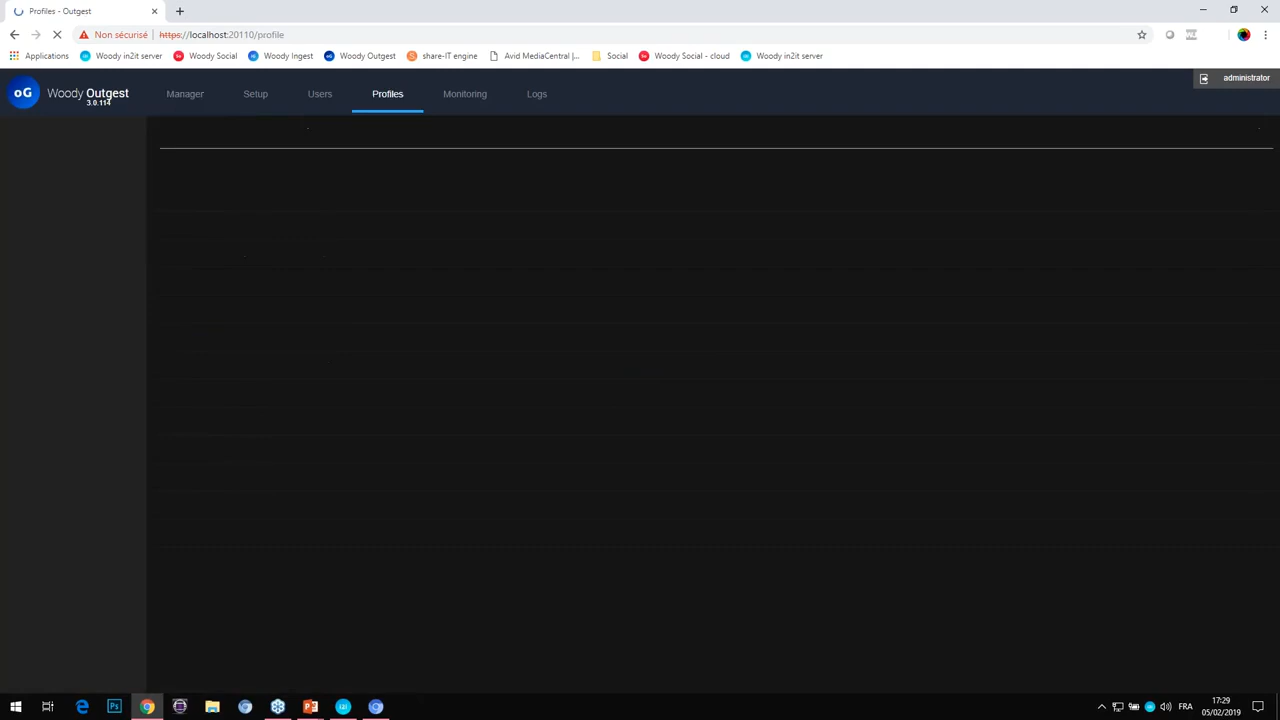 Profiles - Outgest
Non sécurisé
https://localhost:20110/profile
Applications
Woody in2it server
Woody Social
Woody Ingest
Woody Outgest
share-IT engine
Avid MediaCentral |...
Social
Woody Social - cloud
Woody in2it server
oG
Woody Outgest
3.0.114
Manager
Setup
Users
Profiles
Monitoring
Logs
administrator
FR
17:29
05/02/2019